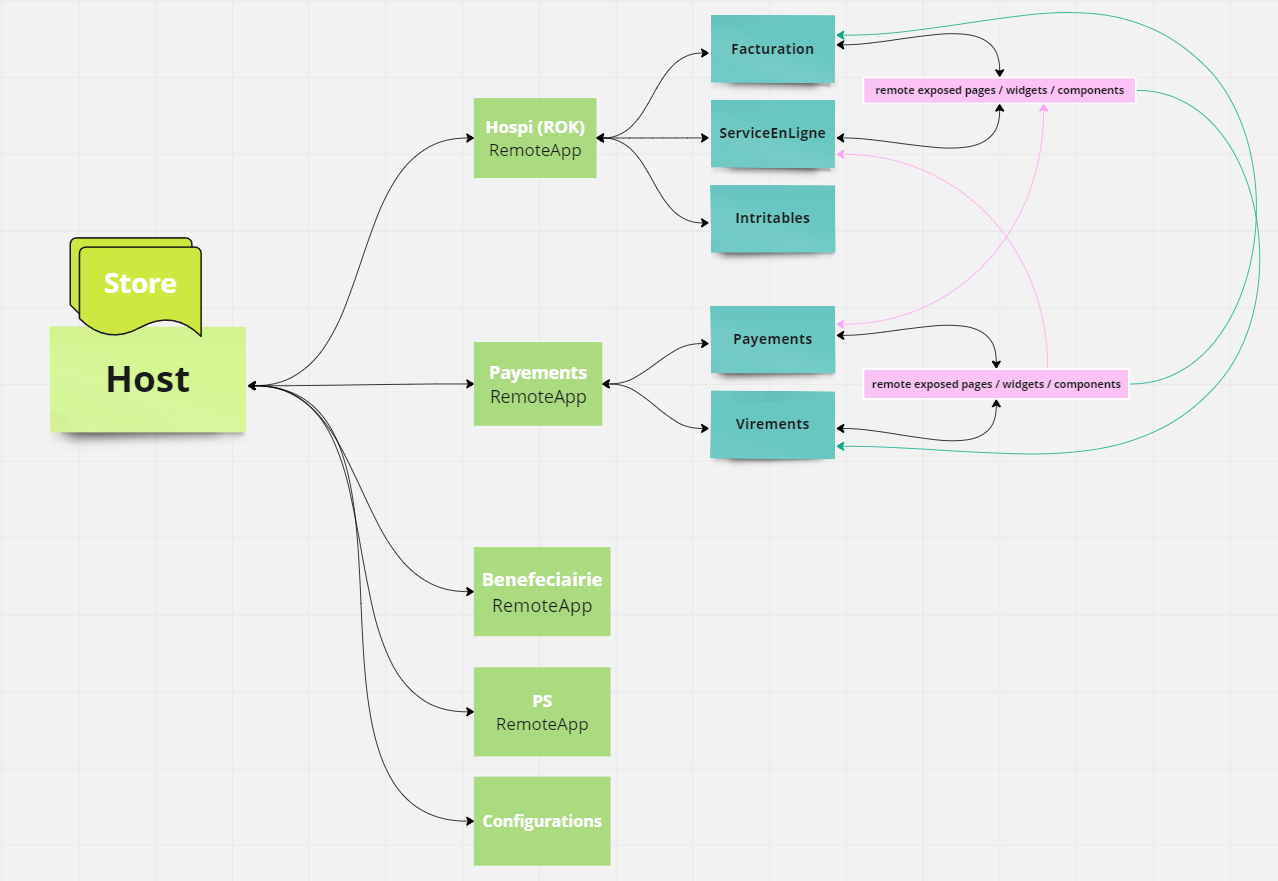 Store
Host
Hospi (ROK)
RemoteApp
Facturation
ServiceEnLigne
Intritables
remote exposed pages / widgets / components
Payements
RemoteApp
Payements
Virements
remote exposed pages / widgets / components
Benefeciairie
RemoteApp
PS
RemoteApp
Configurations